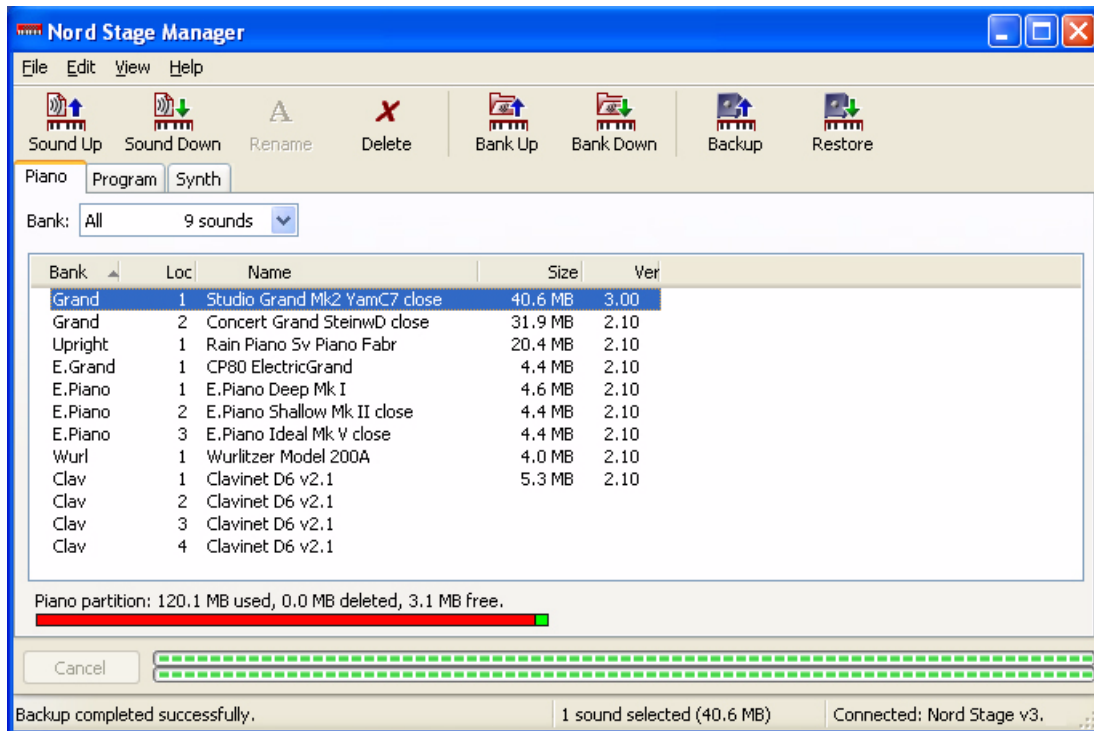 Nord Stage Manager
File Edit View Help
Sound Up Sound Down Rename Delete Bank Up Bank Down Backup Restore
Piano Program Synth
Bank: All 9 sounds
Bank Loc Name Size Ver
Grand 1 Studio Grand Mk2 YamC7 close 40.6 MB 3.00
Grand 2 Concert Grand SteinwD close 31.9 MB 2.10
Upright 1 Rain Piano Sv Piano Fabr 20.4 MB 2.10
E.Grand 1 CP80 ElectricGrand 4.4 MB 2.10
E.Piano 1 E.Piano Deep Mk I 4.6 MB 2.10
E.Piano 2 E.Piano Shallow Mk II close 4.4 MB 2.10
E.Piano 3 E.Piano Ideal Mk V close 4.4 MB 2.10
Wurl 1 Wurlitzer Model 200A 4.0 MB 2.10
Clav 1 Clavinet D6 v2.1 5.3 MB 2.10
Clav 2 Clavinet D6 v2.1
Clav 3 Clavinet D6 v2.1
Clav 4 Clavinet D6 v2.1
Piano partition: 120.1 MB used, 0.0 MB deleted, 3.1 MB free.
Cancel
Backup completed successfully. 1 sound selected (40.6 MB) Connected: Nord Stage v3.